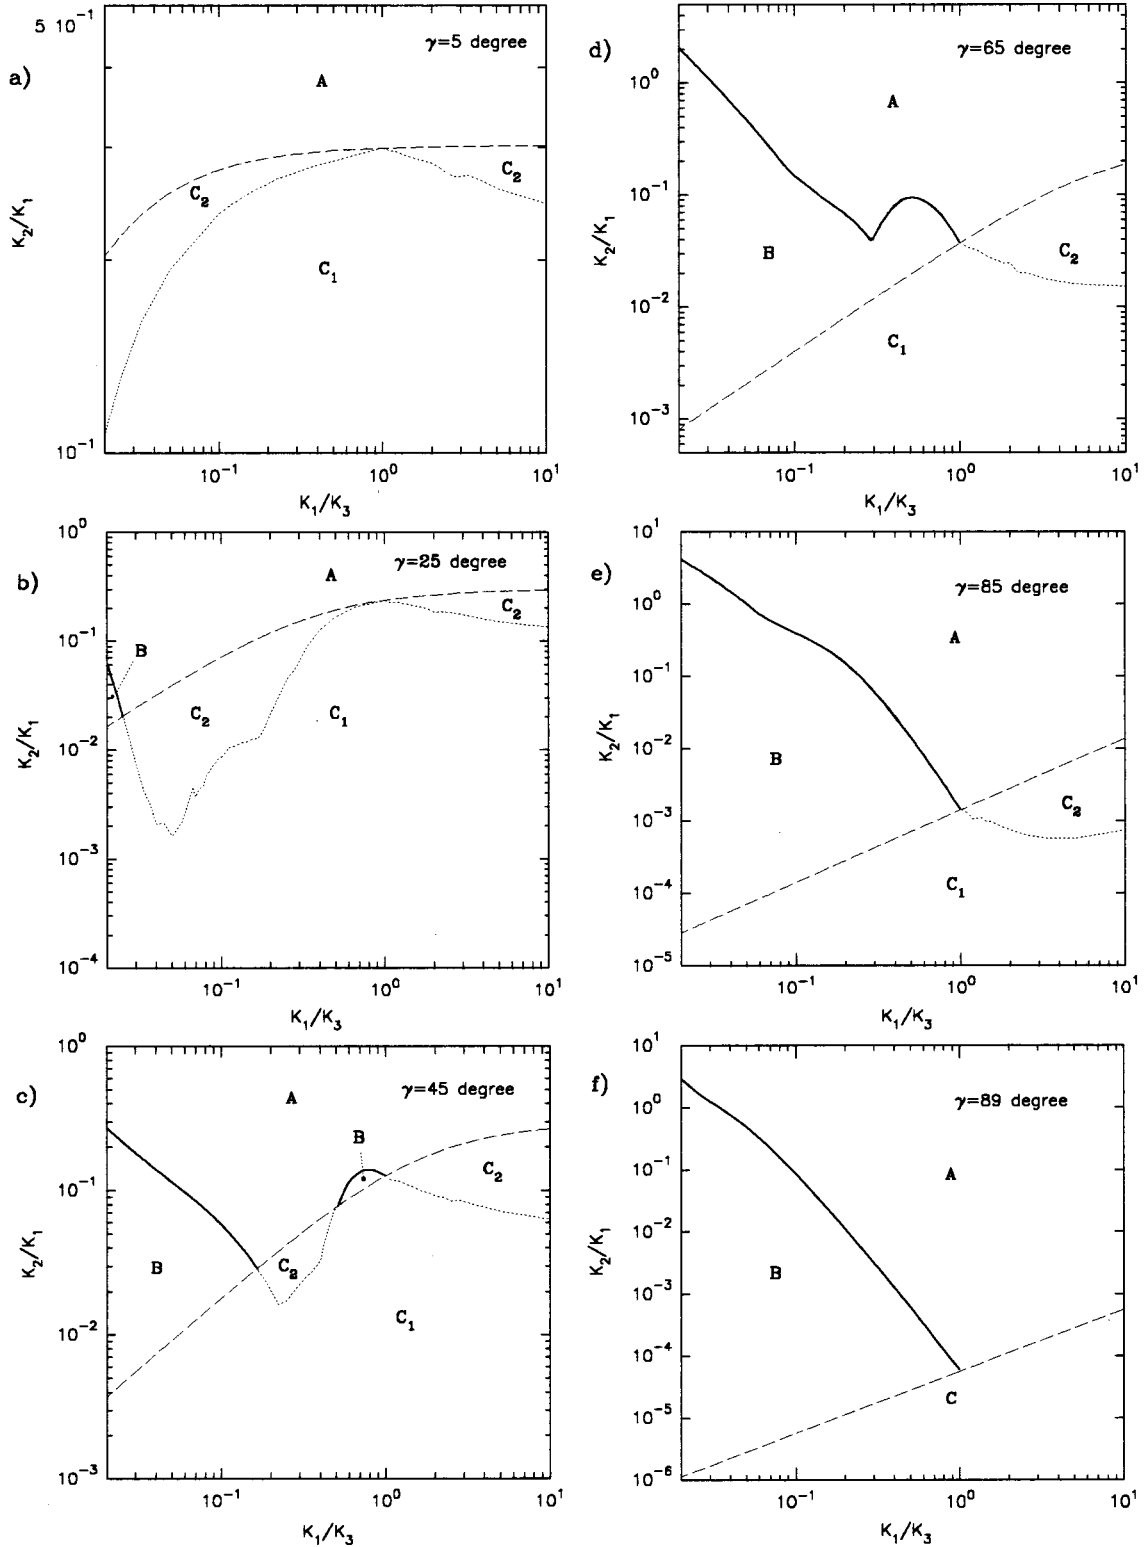 a)
γ=5 degree
5 10⁻¹
10⁻¹
K₂/K₁
A
C₂
C₂
C₁
10⁻¹ 10⁰ 10¹
K₁/K₃
b)
γ=25 degree
10⁰
10⁻¹
10⁻²
10⁻³
10⁻⁴
K₂/K₁
A
B
C₂
C₂
C₁
10⁻¹ 10⁰ 10¹
K₁/K₃
c)
γ=45 degree
10⁰
10⁻¹
10⁻²
10⁻³
K₂/K₁
A
B
C₂
B
C₂
C₁
10⁻¹ 10⁰ 10¹
K₁/K₃
d)
γ=65 degree
10⁰
10⁻¹
10⁻²
10⁻³
K₂/K₁
A
B
C₂
C₁
10⁻¹ 10⁰ 10¹
K₁/K₃
e)
γ=85 degree
10¹
10⁰
10⁻¹
10⁻²
10⁻³
10⁻⁴
10⁻⁵
K₂/K₁
A
B
C₂
C₁
10⁻¹ 10⁰ 10¹
K₁/K₃
f)
γ=89 degree
10¹
10⁰
10⁻¹
10⁻²
10⁻³
10⁻⁴
10⁻⁵
10⁻⁶
K₂/K₁
A
B
C
10⁻¹ 10⁰ 10¹
K₁/K₃